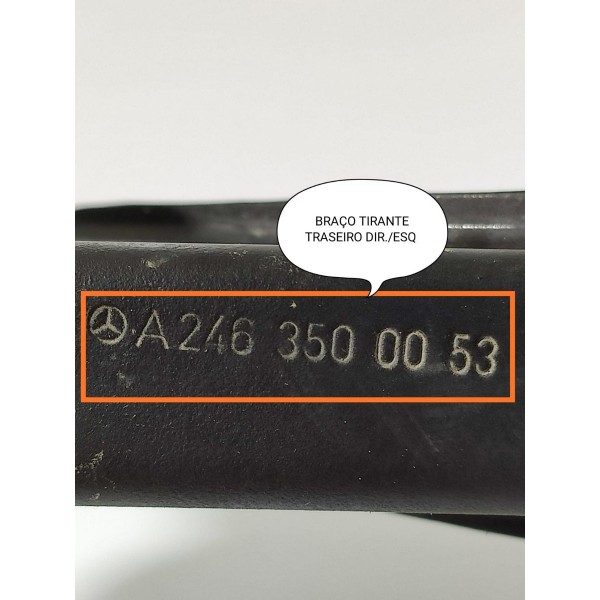 BRAÇO TIRANTE
TRASEIRO DIR./ESQ
A 246 350 00 53